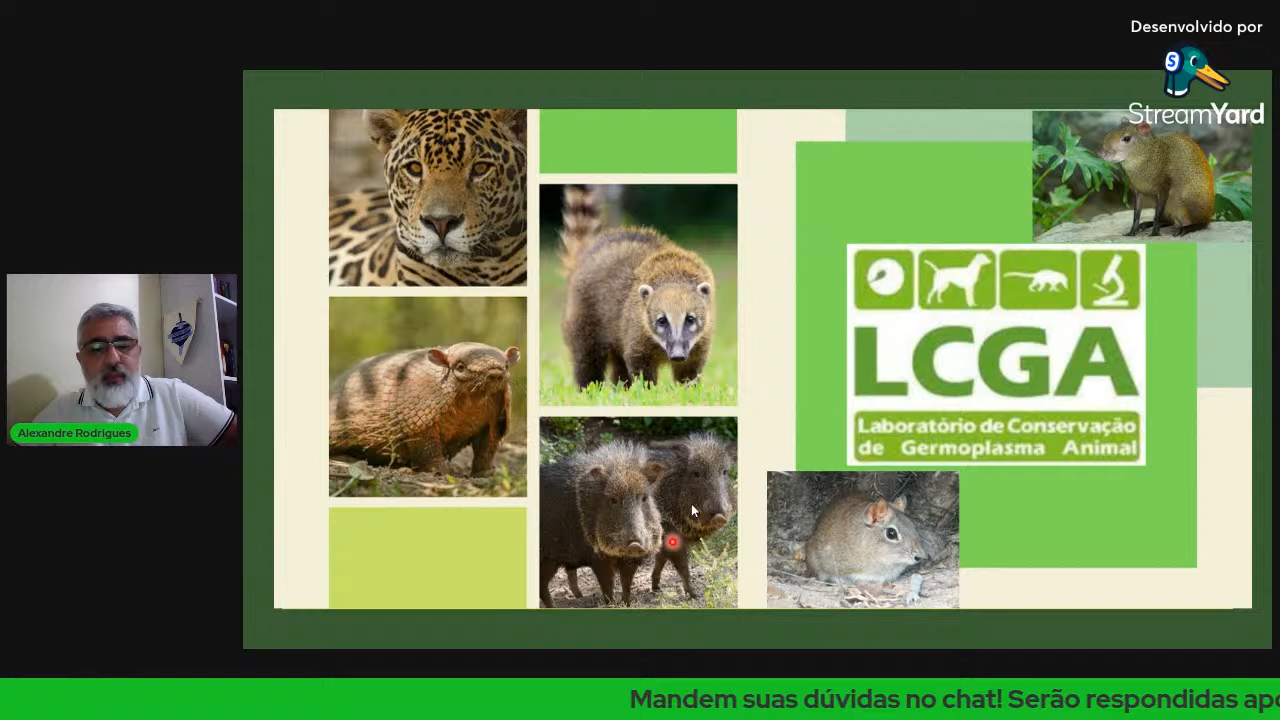 Desenvolvido por
StreamYard
LCGA
Laboratório de Conservação
de Germoplasma Animal
Alexandre Rodrigues
Mandem suas dúvidas no chat! Serão respondidas apó